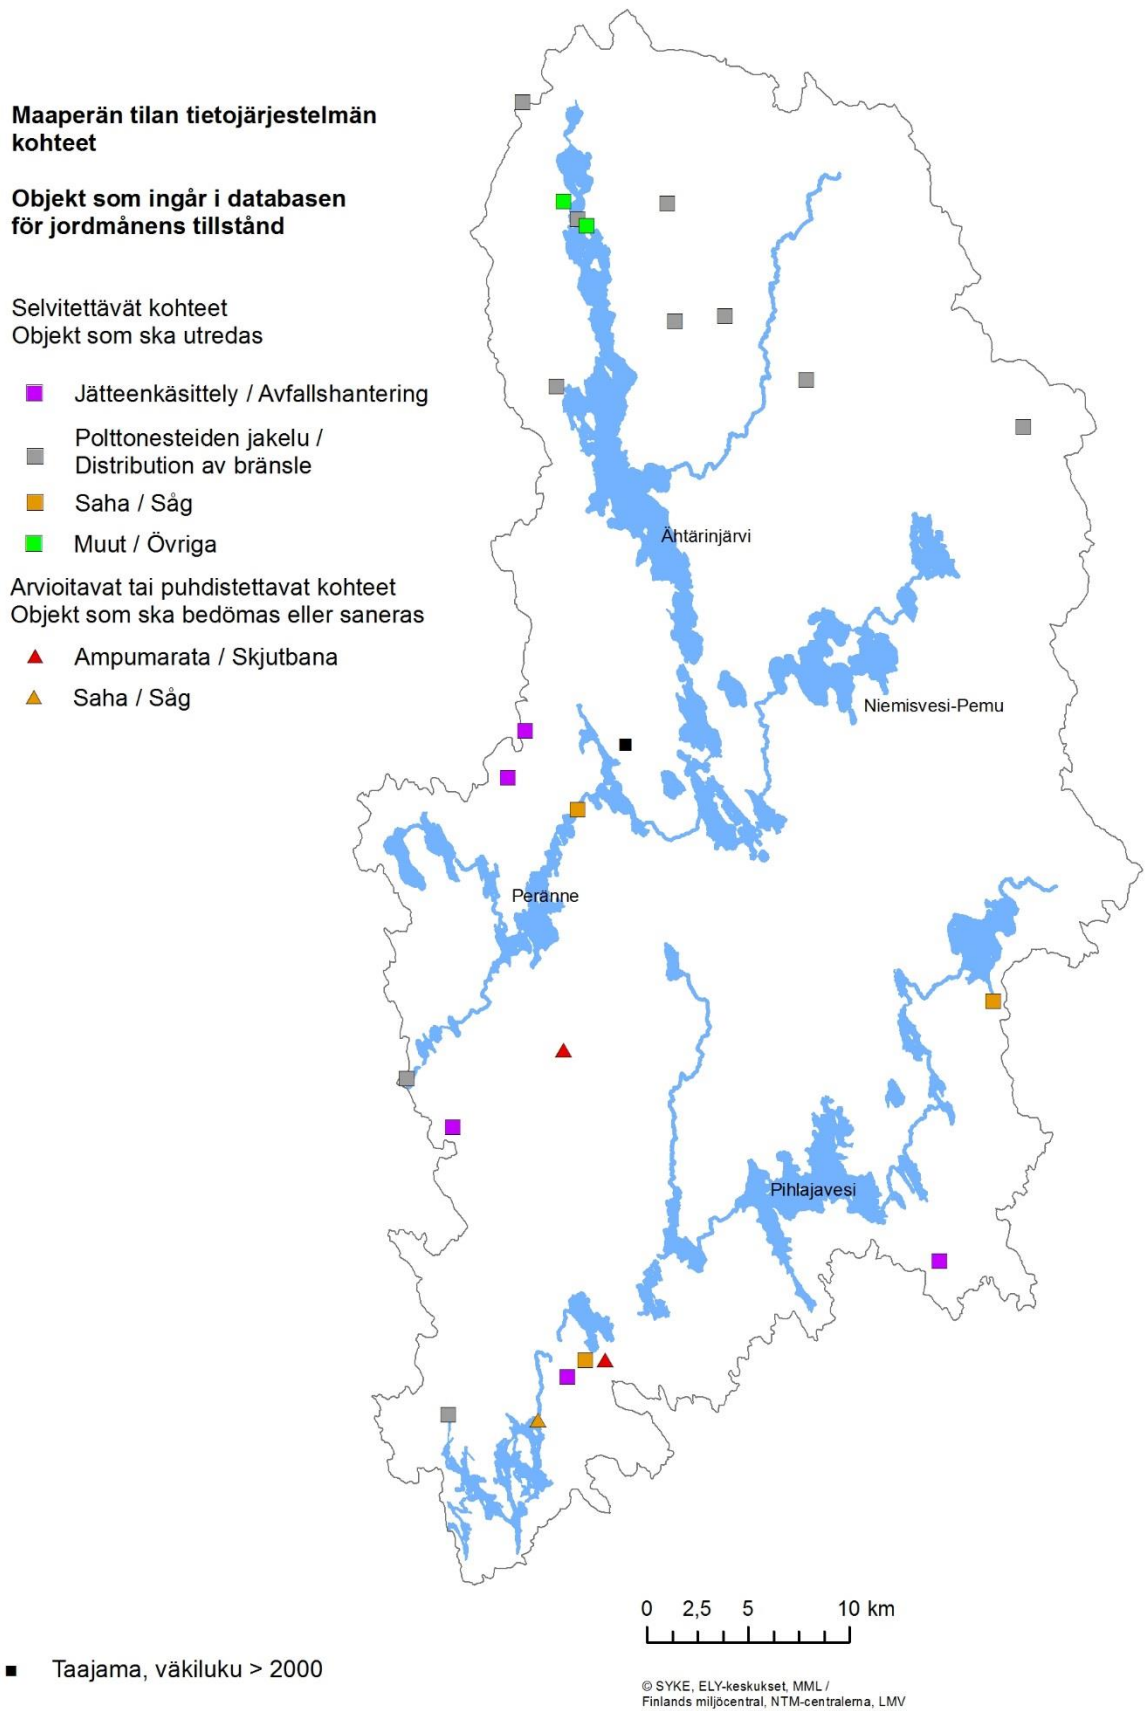 Maaperän tilan tietojärjestelmän
kohteet
Objekt som ingår i databasen
för jordmånens tillstånd
Selvitettävät kohteet
Objekt som ska utredas
Jätteenkäsittely / Avfallshantering
Polttonesteiden jakelu /
Distribution av bränsle
Saha / Såg
Muut / Övriga
Arvioitavat tai puhdistettavat kohteet
Objekt som ska bedömas eller saneras
Ampumarata / Skjutbana
Saha / Såg
Ähtärinjärvi
Niemisvesi-Pemu
Peränne
Pihlajavesi
0 2,5 5 10 km
Taajama, väkiluku > 2000
© SYKE, ELY-keskukset, MML /
Finlands miljöcentral, NTM-centralerna, LMV